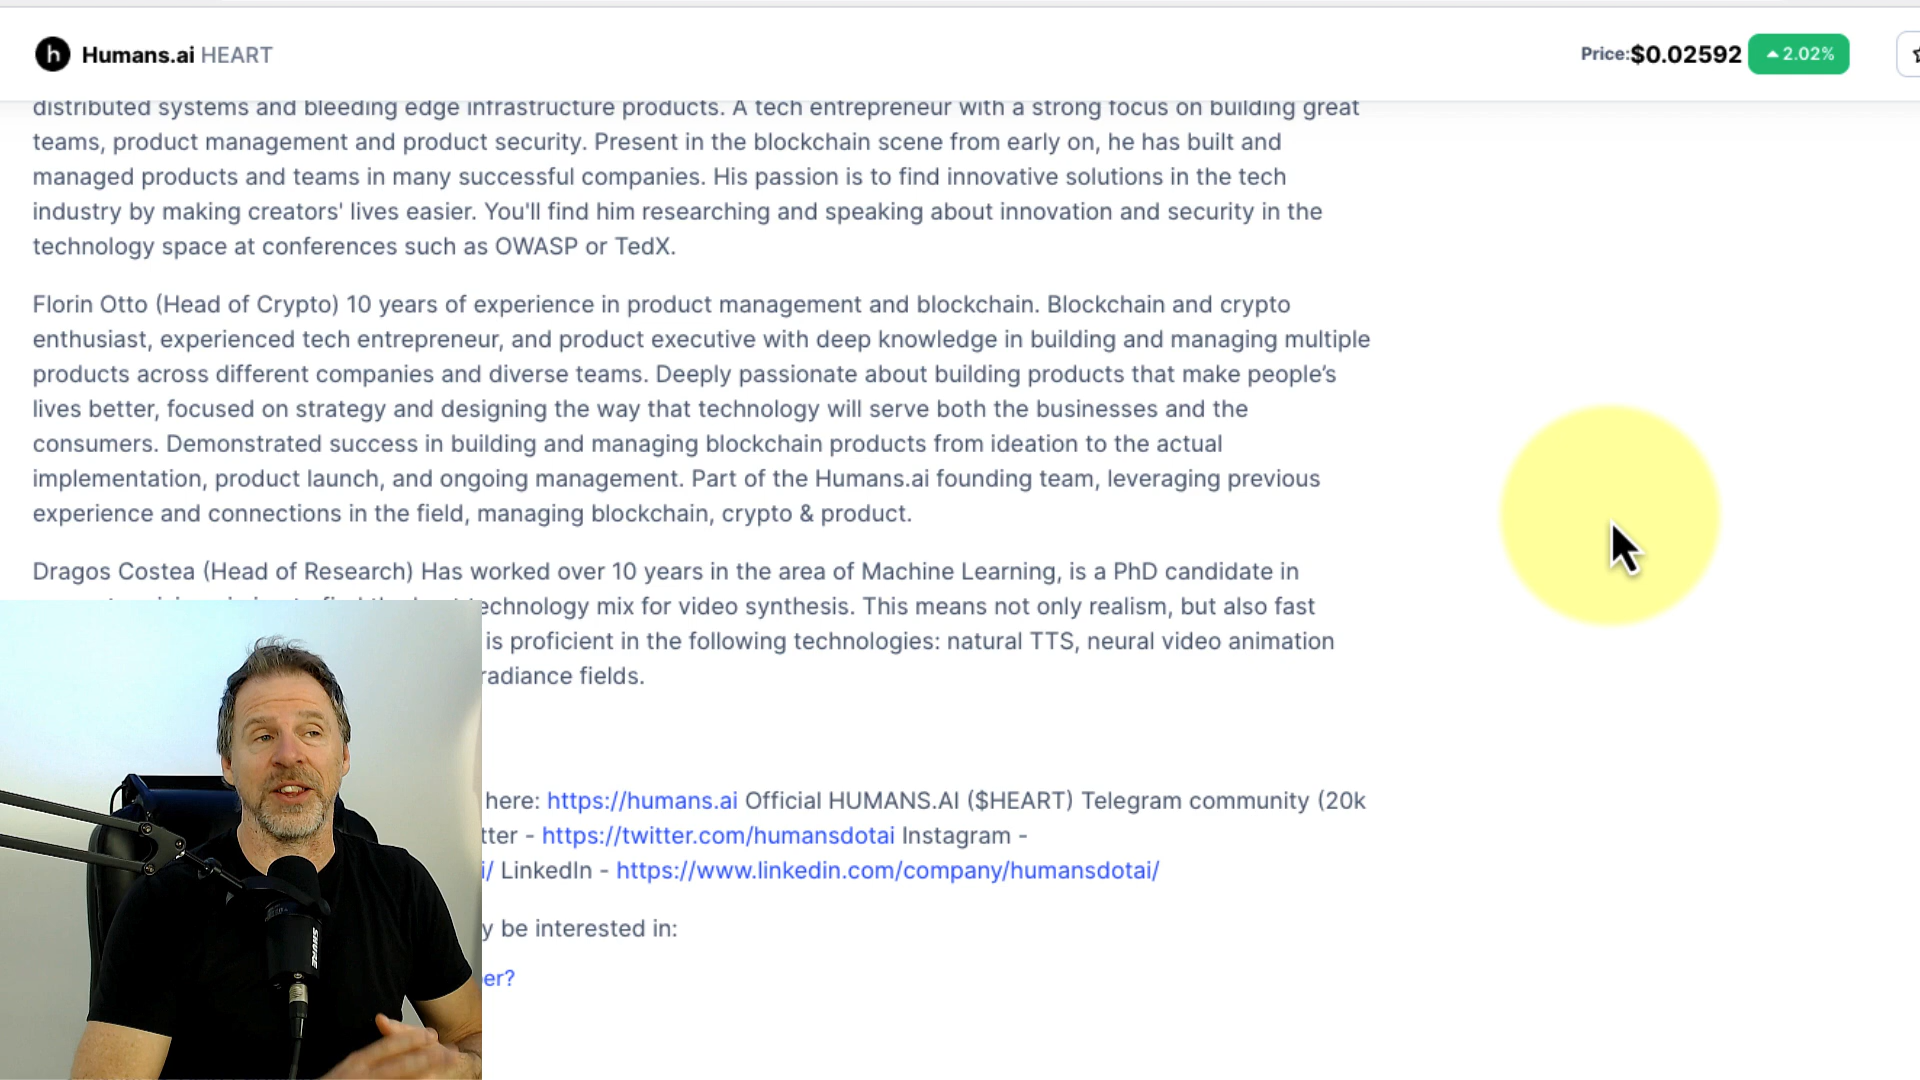 Humans.ai HEART
Price:$0.02592 2.02%
distributed systems and bleeding edge infrastructure products. A tech entrepreneur with a strong focus on building great
teams, product management and product security. Present in the blockchain scene from early on, he has built and
managed products and teams in many successful companies. His passion is to find innovative solutions in the tech
industry by making creators' lives easier. You'll find him researching and speaking about innovation and security in the
technology space at conferences such as OWASP or TedX.
Florin Otto (Head of Crypto) 10 years of experience in product management and blockchain. Blockchain and crypto
enthusiast, experienced tech entrepreneur, and product executive with deep knowledge in building and managing multiple
products across different companies and diverse teams. Deeply passionate about building products that make people’s
lives better, focused on strategy and designing the way that technology will serve both the businesses and the
consumers. Demonstrated success in building and managing blockchain products from ideation to the actual
implementation, product launch, and ongoing management. Part of the Humans.ai founding team, leveraging previous
experience and connections in the field, managing blockchain, crypto & product.
Dragos Costea (Head of Research) Has worked over 10 years in the area of Machine Learning, is a PhD candidate in
technology mix for video synthesis. This means not only realism, but also fast
is proficient in the following technologies: natural TTS, neural video animation
radiance fields.
here: https://humans.ai Official HUMANS.AI ($HEART) Telegram community (20k
tter - https://twitter.com/humansdotai Instagram -
i/ LinkedIn - https://www.linkedin.com/company/humansdotai/
y be interested in:
er?
SHURE